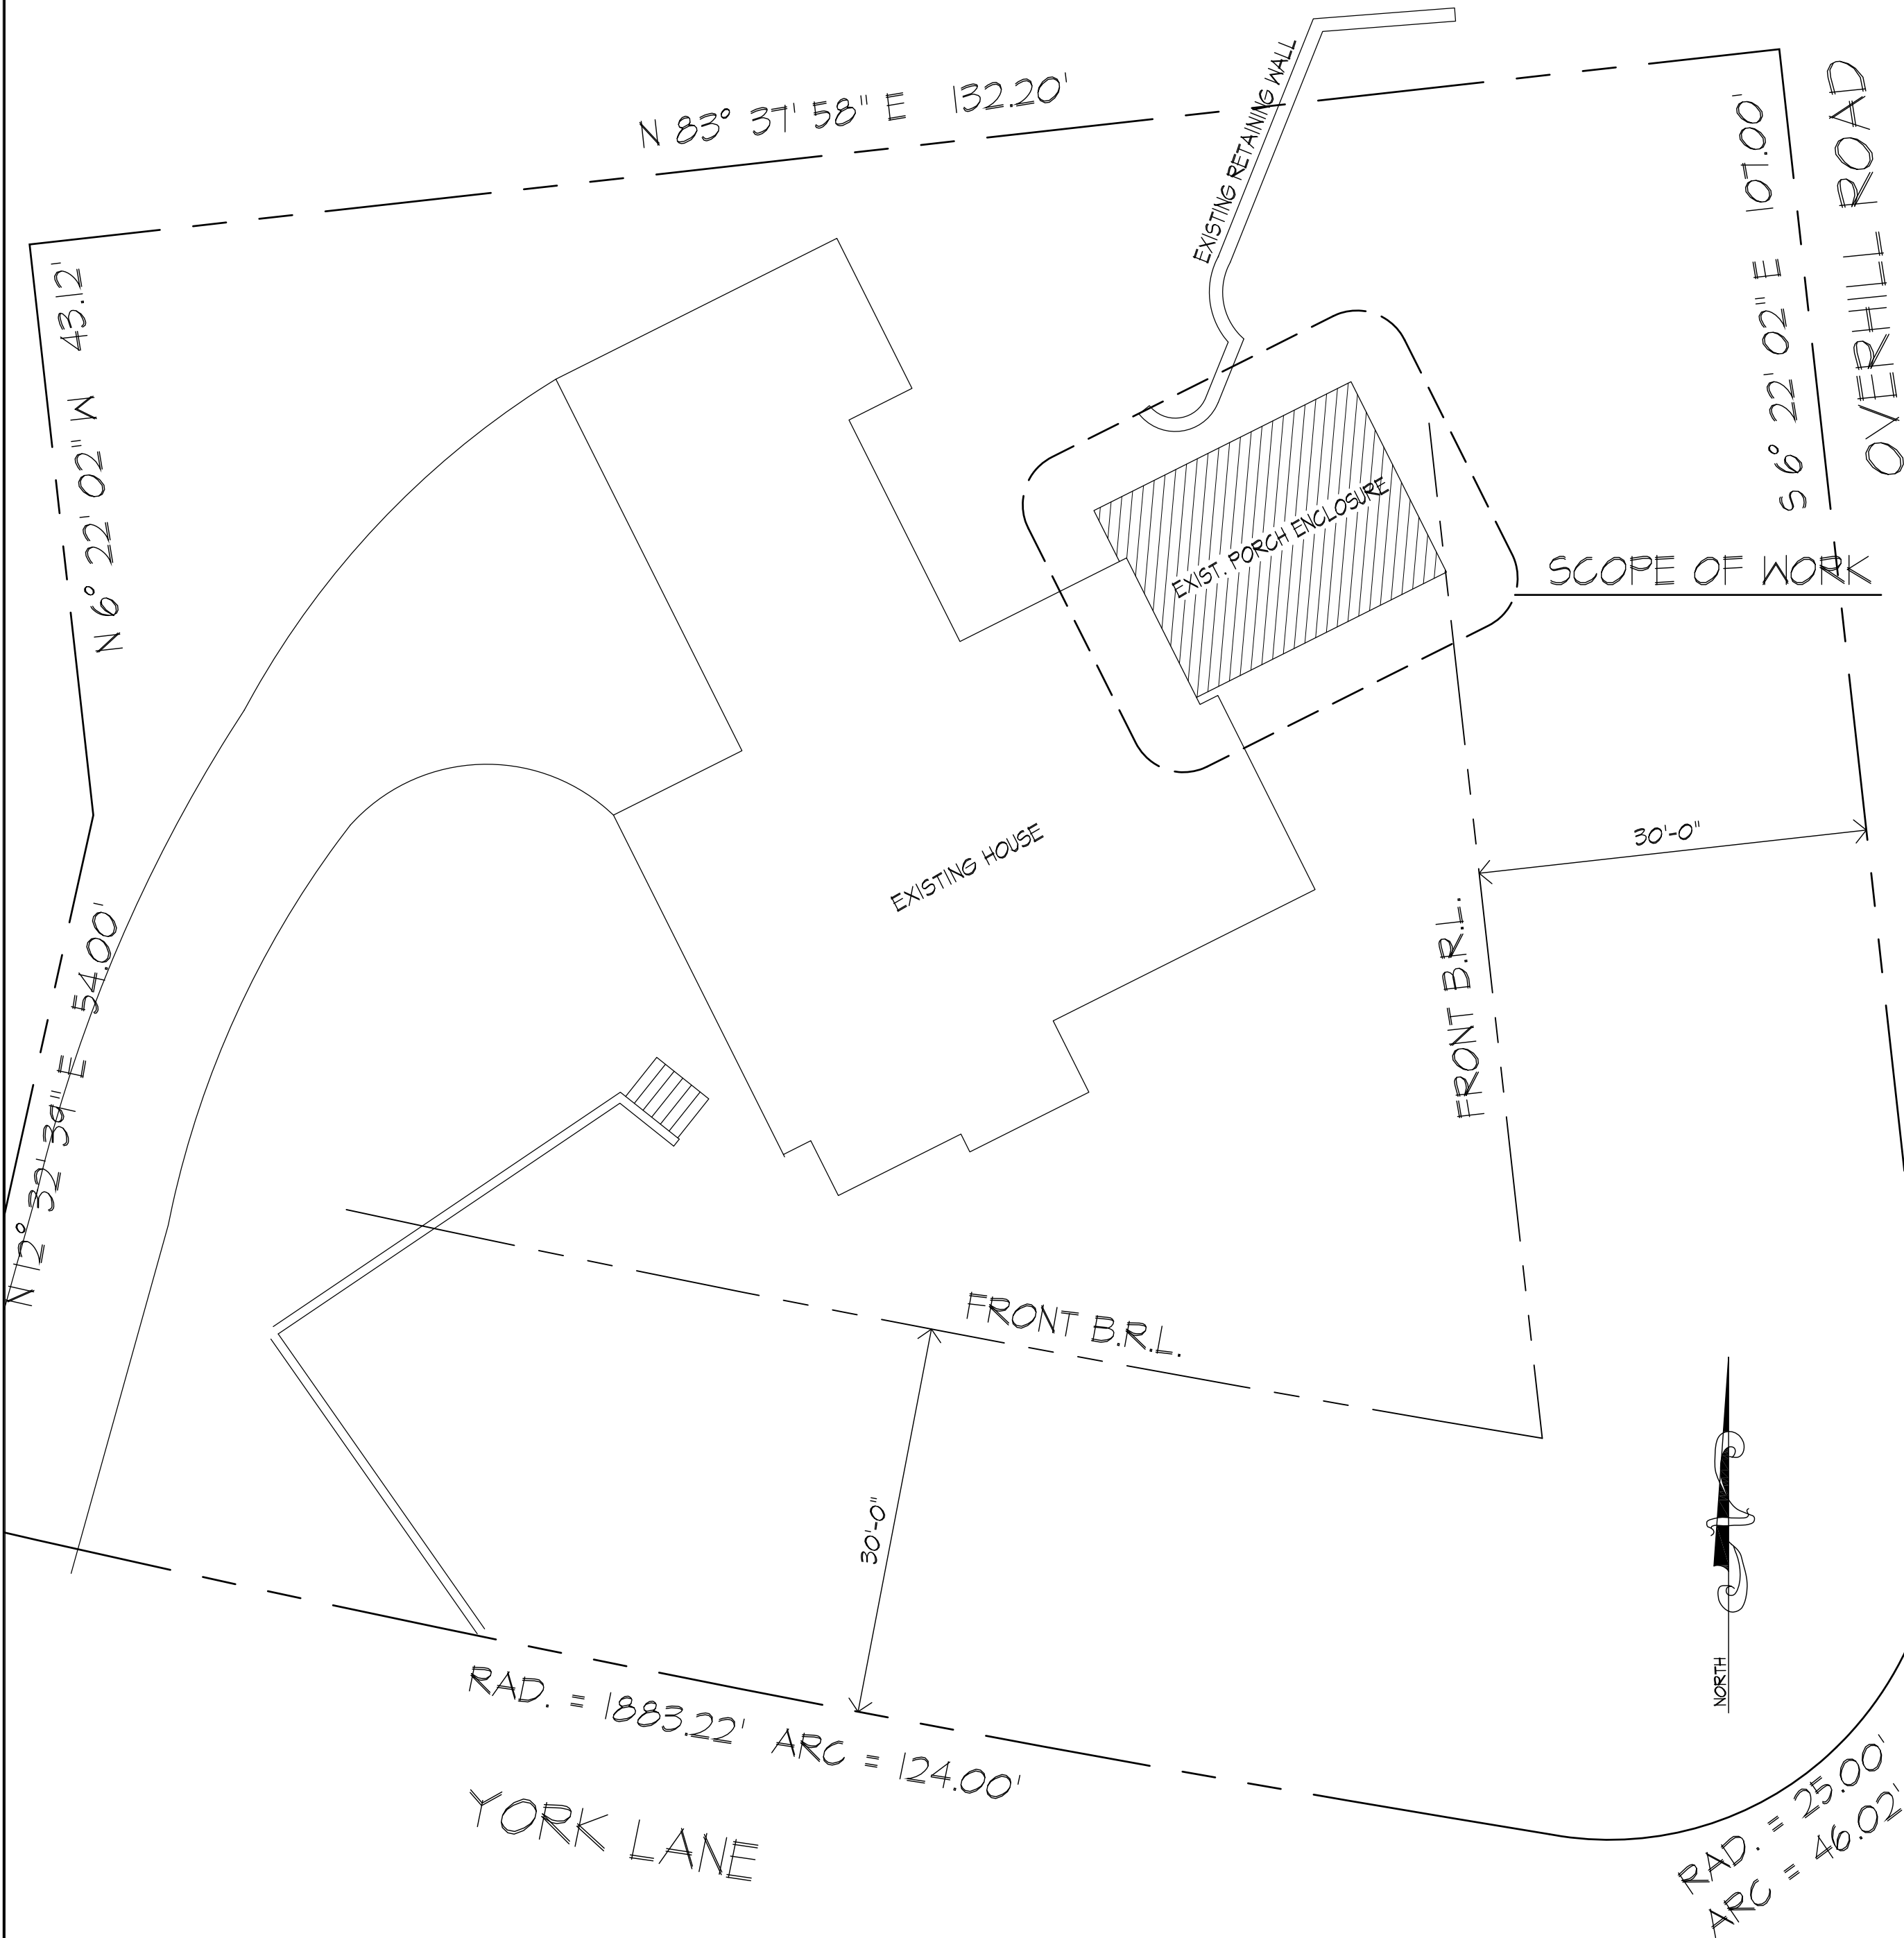 N 83° 37' 58" E 132.20'
EXISTING RETAINING WALL
S 6° 22' 02" E 107.00'
OVERHILL ROAD
N 6° 22' 02" W 43.12'
EXIST. PORCH ENCLOSURE
SCOPE OF WORK
30'-0"
EXISTING HOUSE
FRONT B.R.L.
N 12° 32' 39" E 54.00'
FRONT B.R.L.
30'-0"
NORTH
RAD. = 1883.22' ARC = 124.00'
YORK LANE
RAD. = 25.00'
ARC = 46.02'